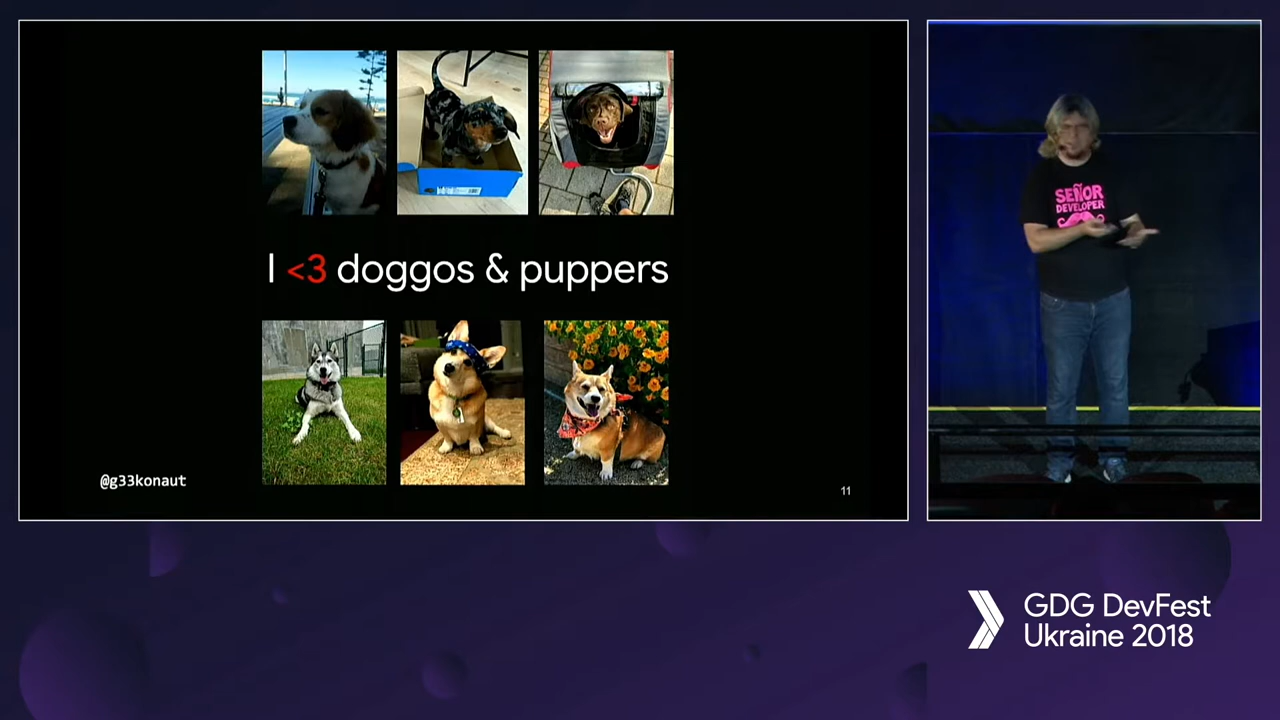 I <3 doggos & puppers
@g33konaut
11
SEÑOR
DEVELOPER
GDG DevFest
Ukraine 2018